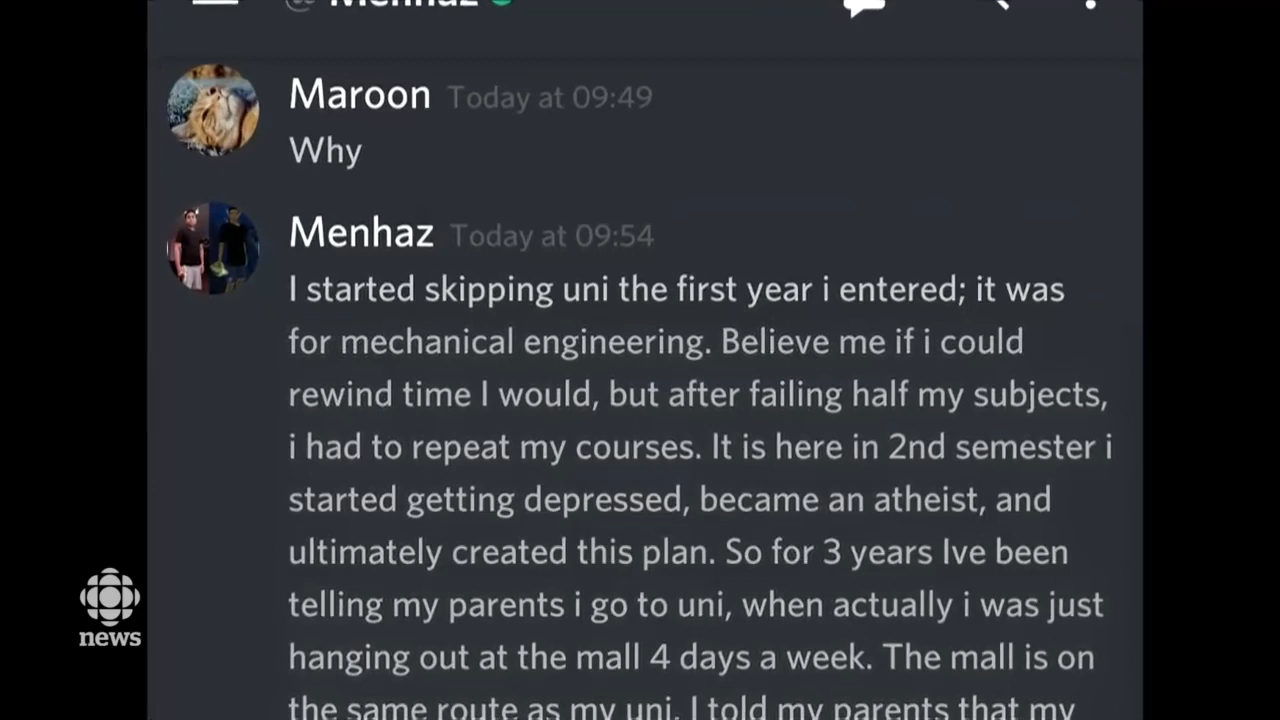 @ Menhaz
Maroon Today at 09:49
Why
Menhaz Today at 09:54
I started skipping uni the first year i entered; it was
for mechanical engineering. Believe me if i could
rewind time I would, but after failing half my subjects,
i had to repeat my courses. It is here in 2nd semester i
started getting depressed, became an atheist, and
ultimately created this plan. So for 3 years Ive been
telling my parents i go to uni, when actually i was just
hanging out at the mall 4 days a week. The mall is on
the same route as my uni. I told my parents that my
news